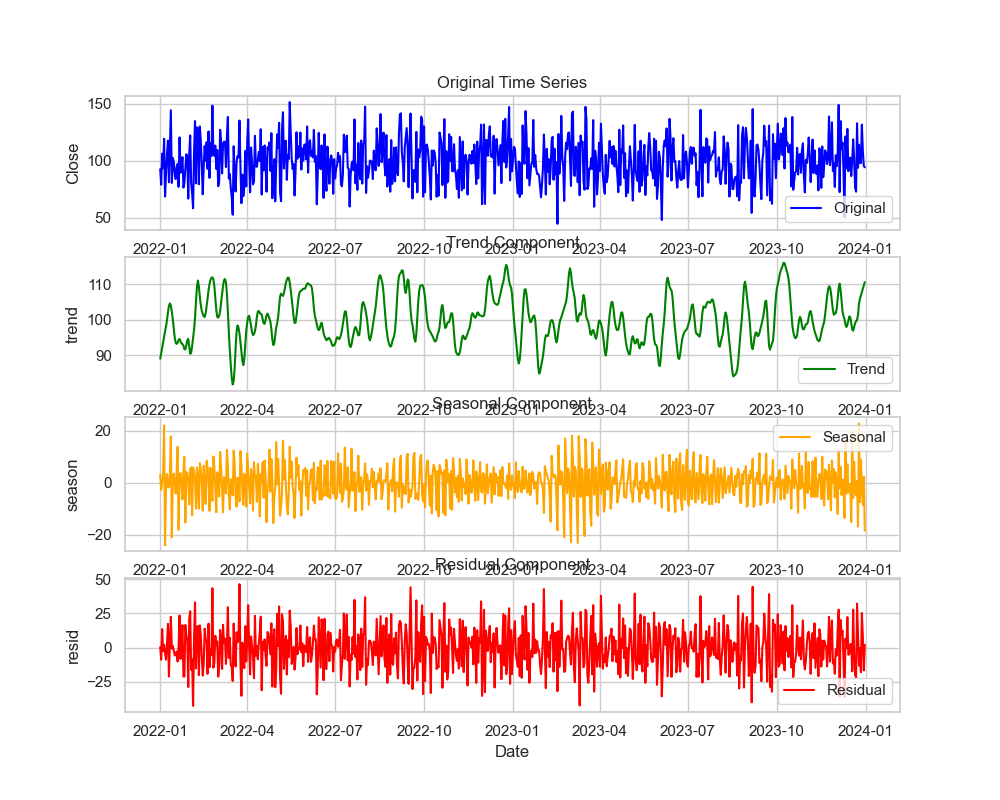 Original Time Series
150
100
50
Close
Original
2022-01 2022-04 2022-07 2022-10 2023-01 2023-04 2023-07 2023-10 2024-01
Trend Component
110
100
90
trend
Trend
2022-01 2022-04 2022-07 2022-10 2023-01 2023-04 2023-07 2023-10 2024-01
Seasonal Component
20
0
−20
season
Seasonal
2022-01 2022-04 2022-07 2022-10 2023-01 2023-04 2023-07 2023-10 2024-01
Residual Component
50
25
0
−25
resid
Residual
2022-01 2022-04 2022-07 2022-10 2023-01 2023-04 2023-07 2023-10 2024-01
Date